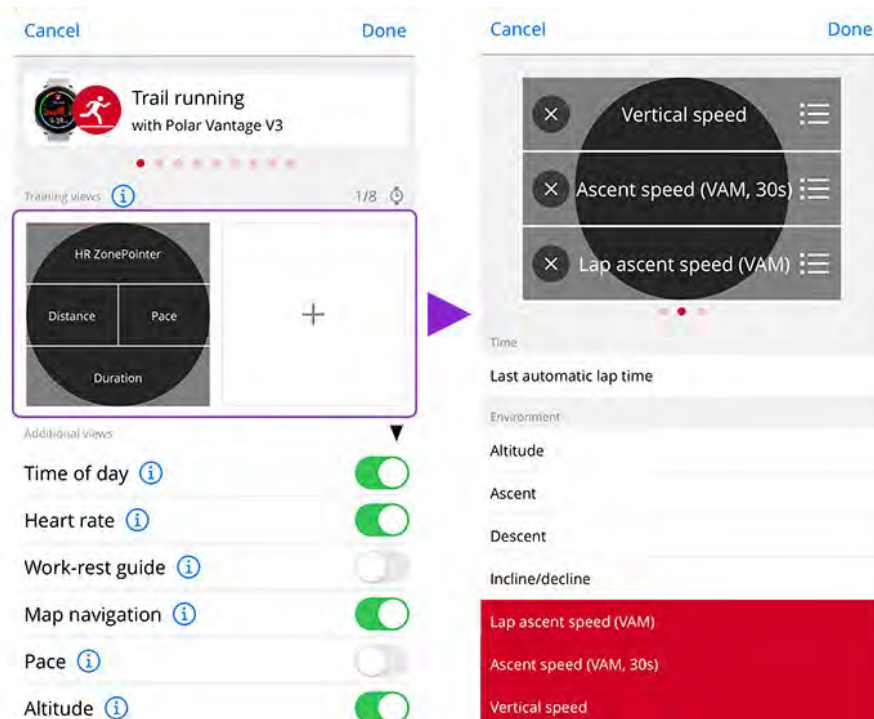 Cancel
Done
Trail running
with Polar Vantage V3
Training views
1/8
HR ZonePointer
Distance
Pace
Duration
Additional views
Time of day
Heart rate
Work-rest guide
Map navigation
Pace
Altitude
Cancel
Done
Vertical speed
Ascent speed (VAM, 30s)
Lap ascent speed (VAM)
Time
Last automatic lap time
Environment
Altitude
Ascent
Descent
Incline/decline
Lap ascent speed (VAM)
Ascent speed (VAM, 30s)
Vertical speed